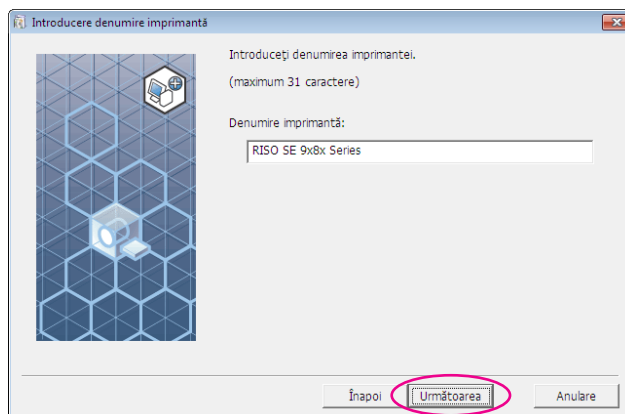 Introducere denumire imprimantă
Introduceţi denumirea imprimantei.
(maximum 31 caractere)
Denumire imprimantă:
RISO SE 9x8x Series
Înapoi Următoarea Anulare